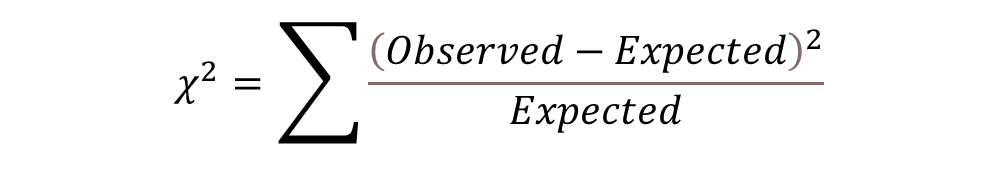 χ² = ∑ (Observed − Expected)² / Expected